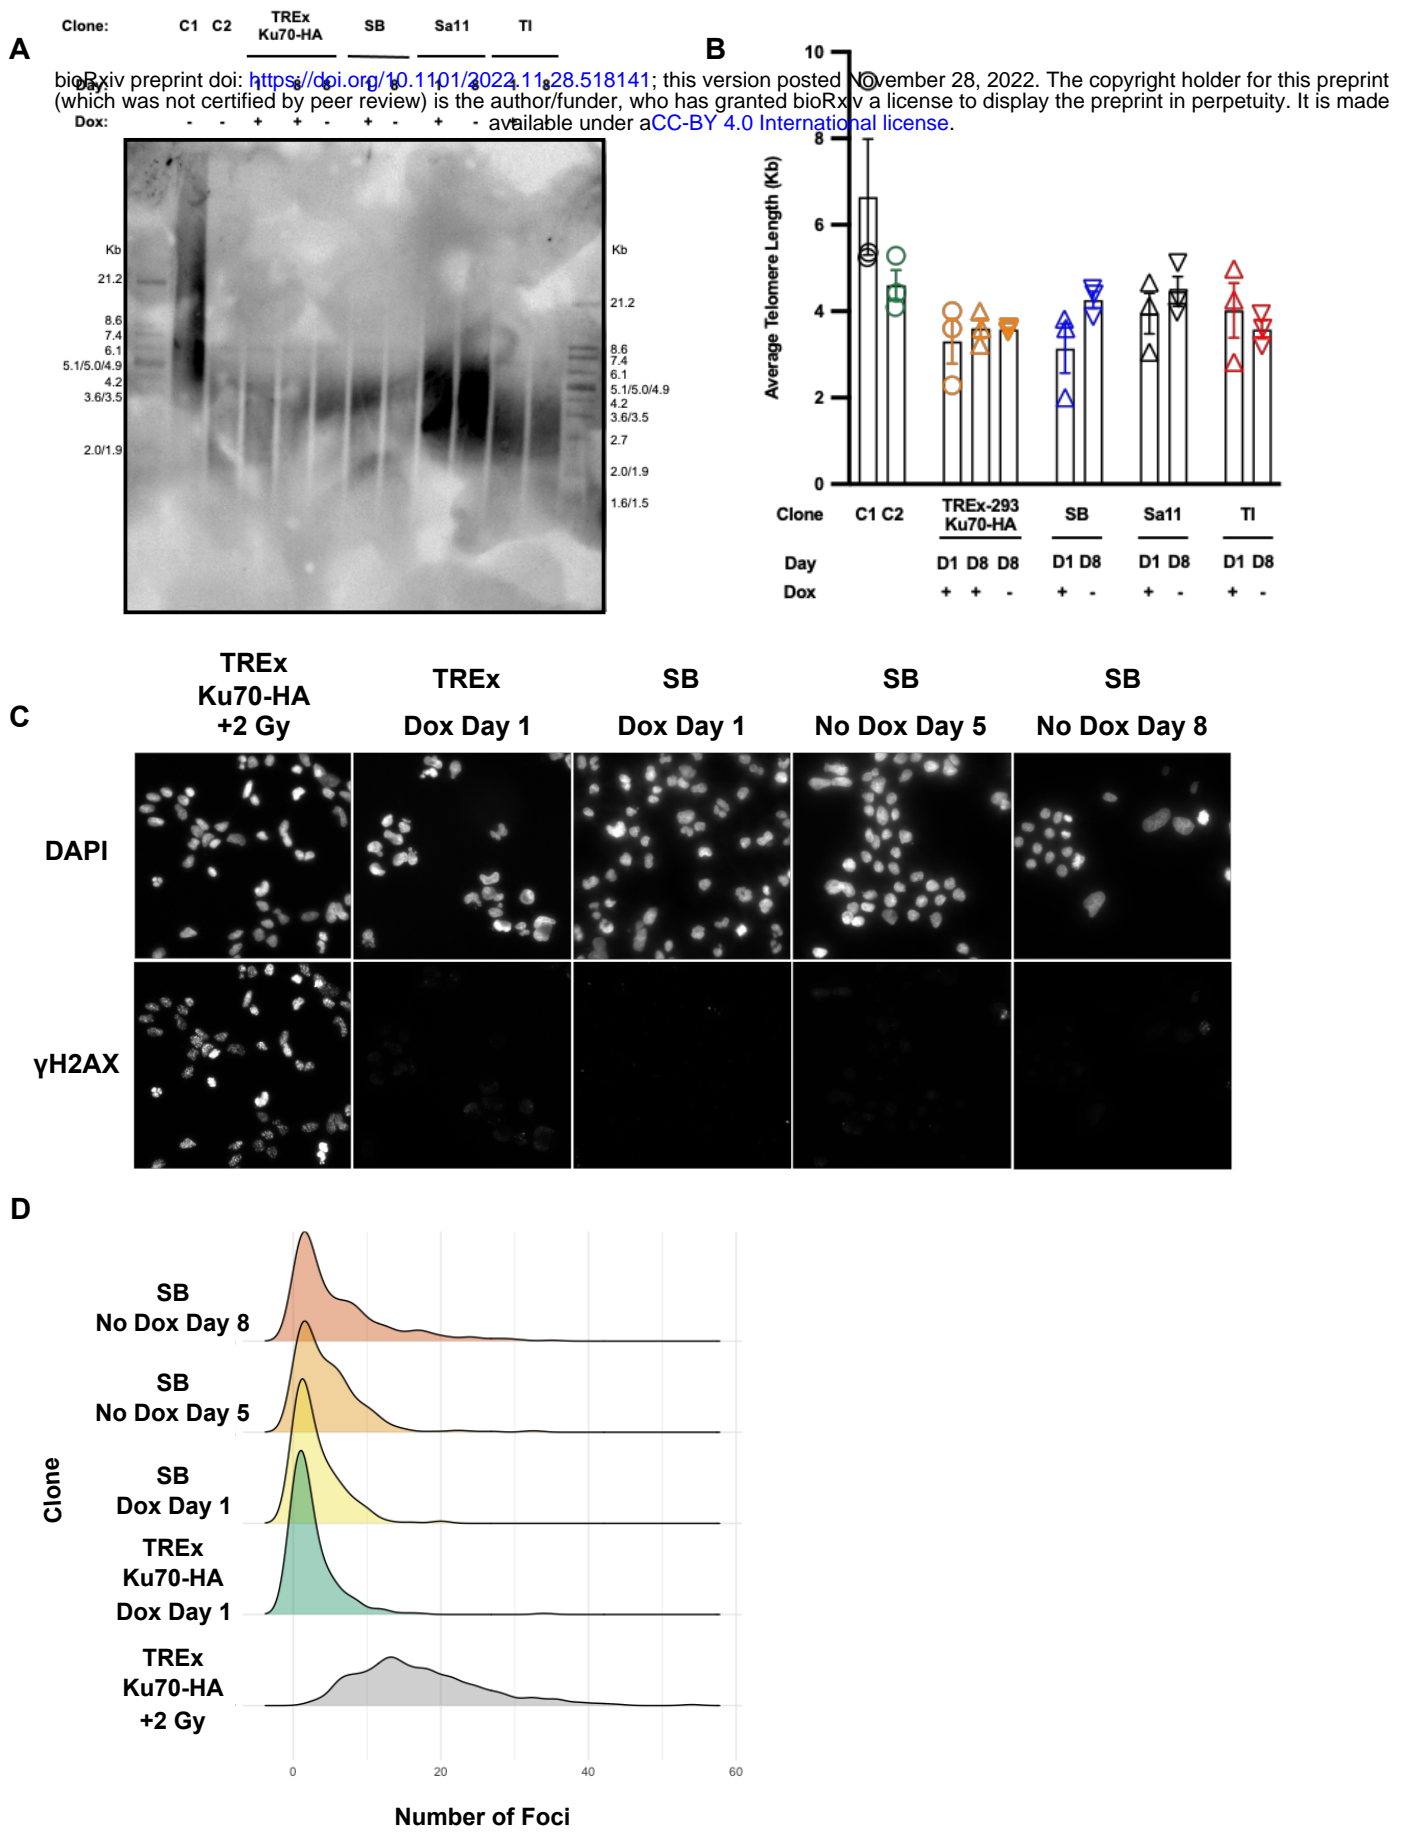 A
Clone: C1 C2 TREx Ku70-HA SB Sa11 TI
bioRxiv preprint doi: https://doi.org/10.1101/2022.11.28.518141; this version posted November 28, 2022. The copyright holder for this preprint
(which was not certified by peer review) is the author/funder, who has granted bioRxiv a license to display the preprint in perpetuity. It is made
available under aCC-BY 4.0 International license.
Day: 1 8 8 1 8 1 8 1 8
Dox: - - + + - + - + - +
Kb
21.2
8.6
7.4
6.1
5.1/5.0/4.9
4.2
3.6/3.5
2.0/1.9
Kb
21.2
8.6
7.4
6.1
5.1/5.0/4.9
4.2
3.6/3.5
2.7
2.0/1.9
1.6/1.5
B
Average Telomere Length (Kb)
10
8
6
4
2
0
Clone C1 C2 TREx-293 Ku70-HA SB Sa11 TI
Day D1 D8 D8 D1 D8 D1 D8 D1 D8
Dox + + - + - + - + -
C
TREx
Ku70-HA
+2 Gy
TREx
Dox Day 1
SB
Dox Day 1
SB
No Dox Day 5
SB
No Dox Day 8
DAPI
γH2AX
D
Clone
SB
No Dox Day 8
SB
No Dox Day 5
SB
Dox Day 1
TREx
Ku70-HA
Dox Day 1
TREx
Ku70-HA
+2 Gy
0 20 40 60
Number of Foci